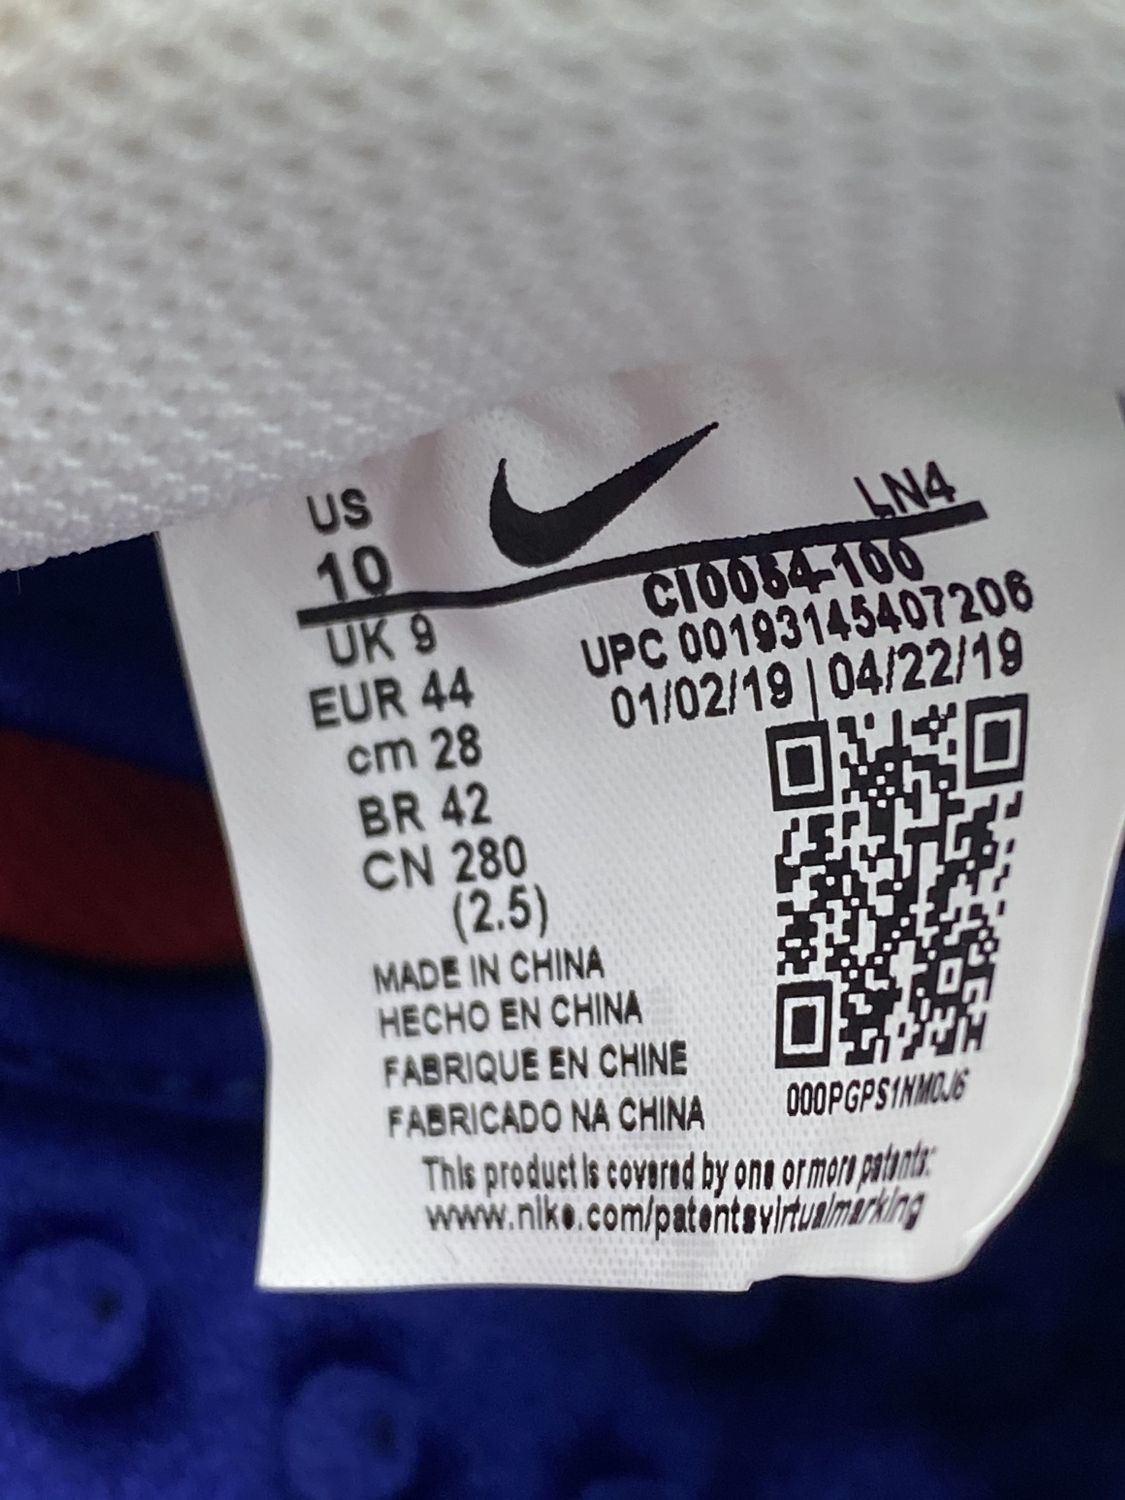 US
10
UK 9
EUR 44
cm 28
BR 42
CN 280
(2.5)
LN4
CI0054-100
UPC 00193145407206
01/02/19 | 04/22/19
000PGPS1NM0J6
MADE IN CHINA
HECHO EN CHINA
FABRIQUE EN CHINE
FABRICADO NA CHINA
This product is covered by one or more patents:
www.nike.com/patentsvirtualmarking